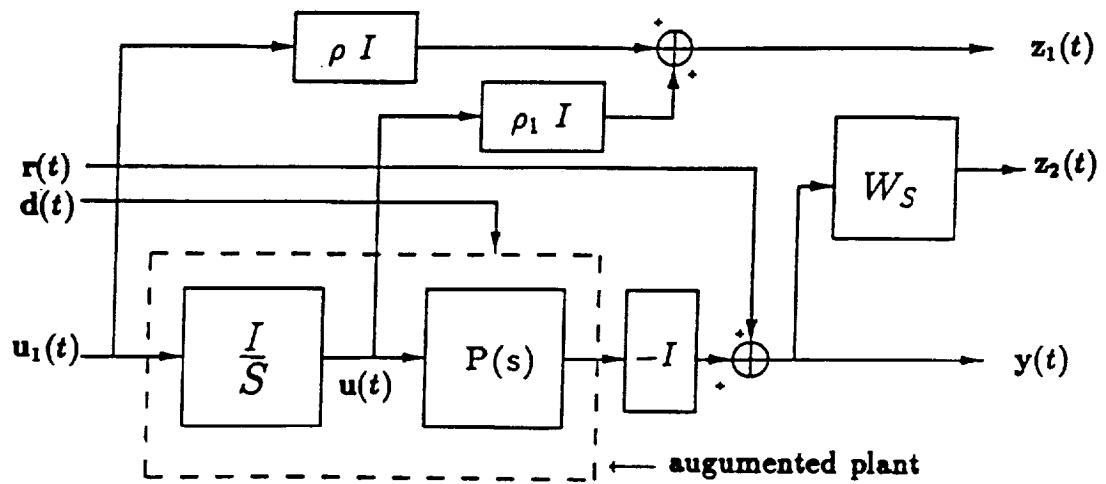 ρ I
+
+
z₁(t)
ρ₁ I
r(t)
d(t)
W_S
z₂(t)
u₁(t)
I/S
u(t)
P(s)
−I
+
+
y(t)
← augumented plant